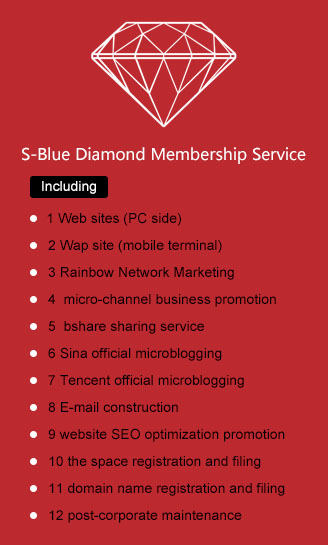 S-Blue Diamond Membership Service
Including
1 Web sites (PC side)
2 Wap site (mobile terminal)
3 Rainbow Network Marketing
4 micro-channel business promotion
5 bshare sharing service
6 Sina official microblogging
7 Tencent official microblogging
8 E-mail construction
9 website SEO optimization promotion
10 the space registration and filing
11 domain name registration and filing
12 post-corporate maintenance